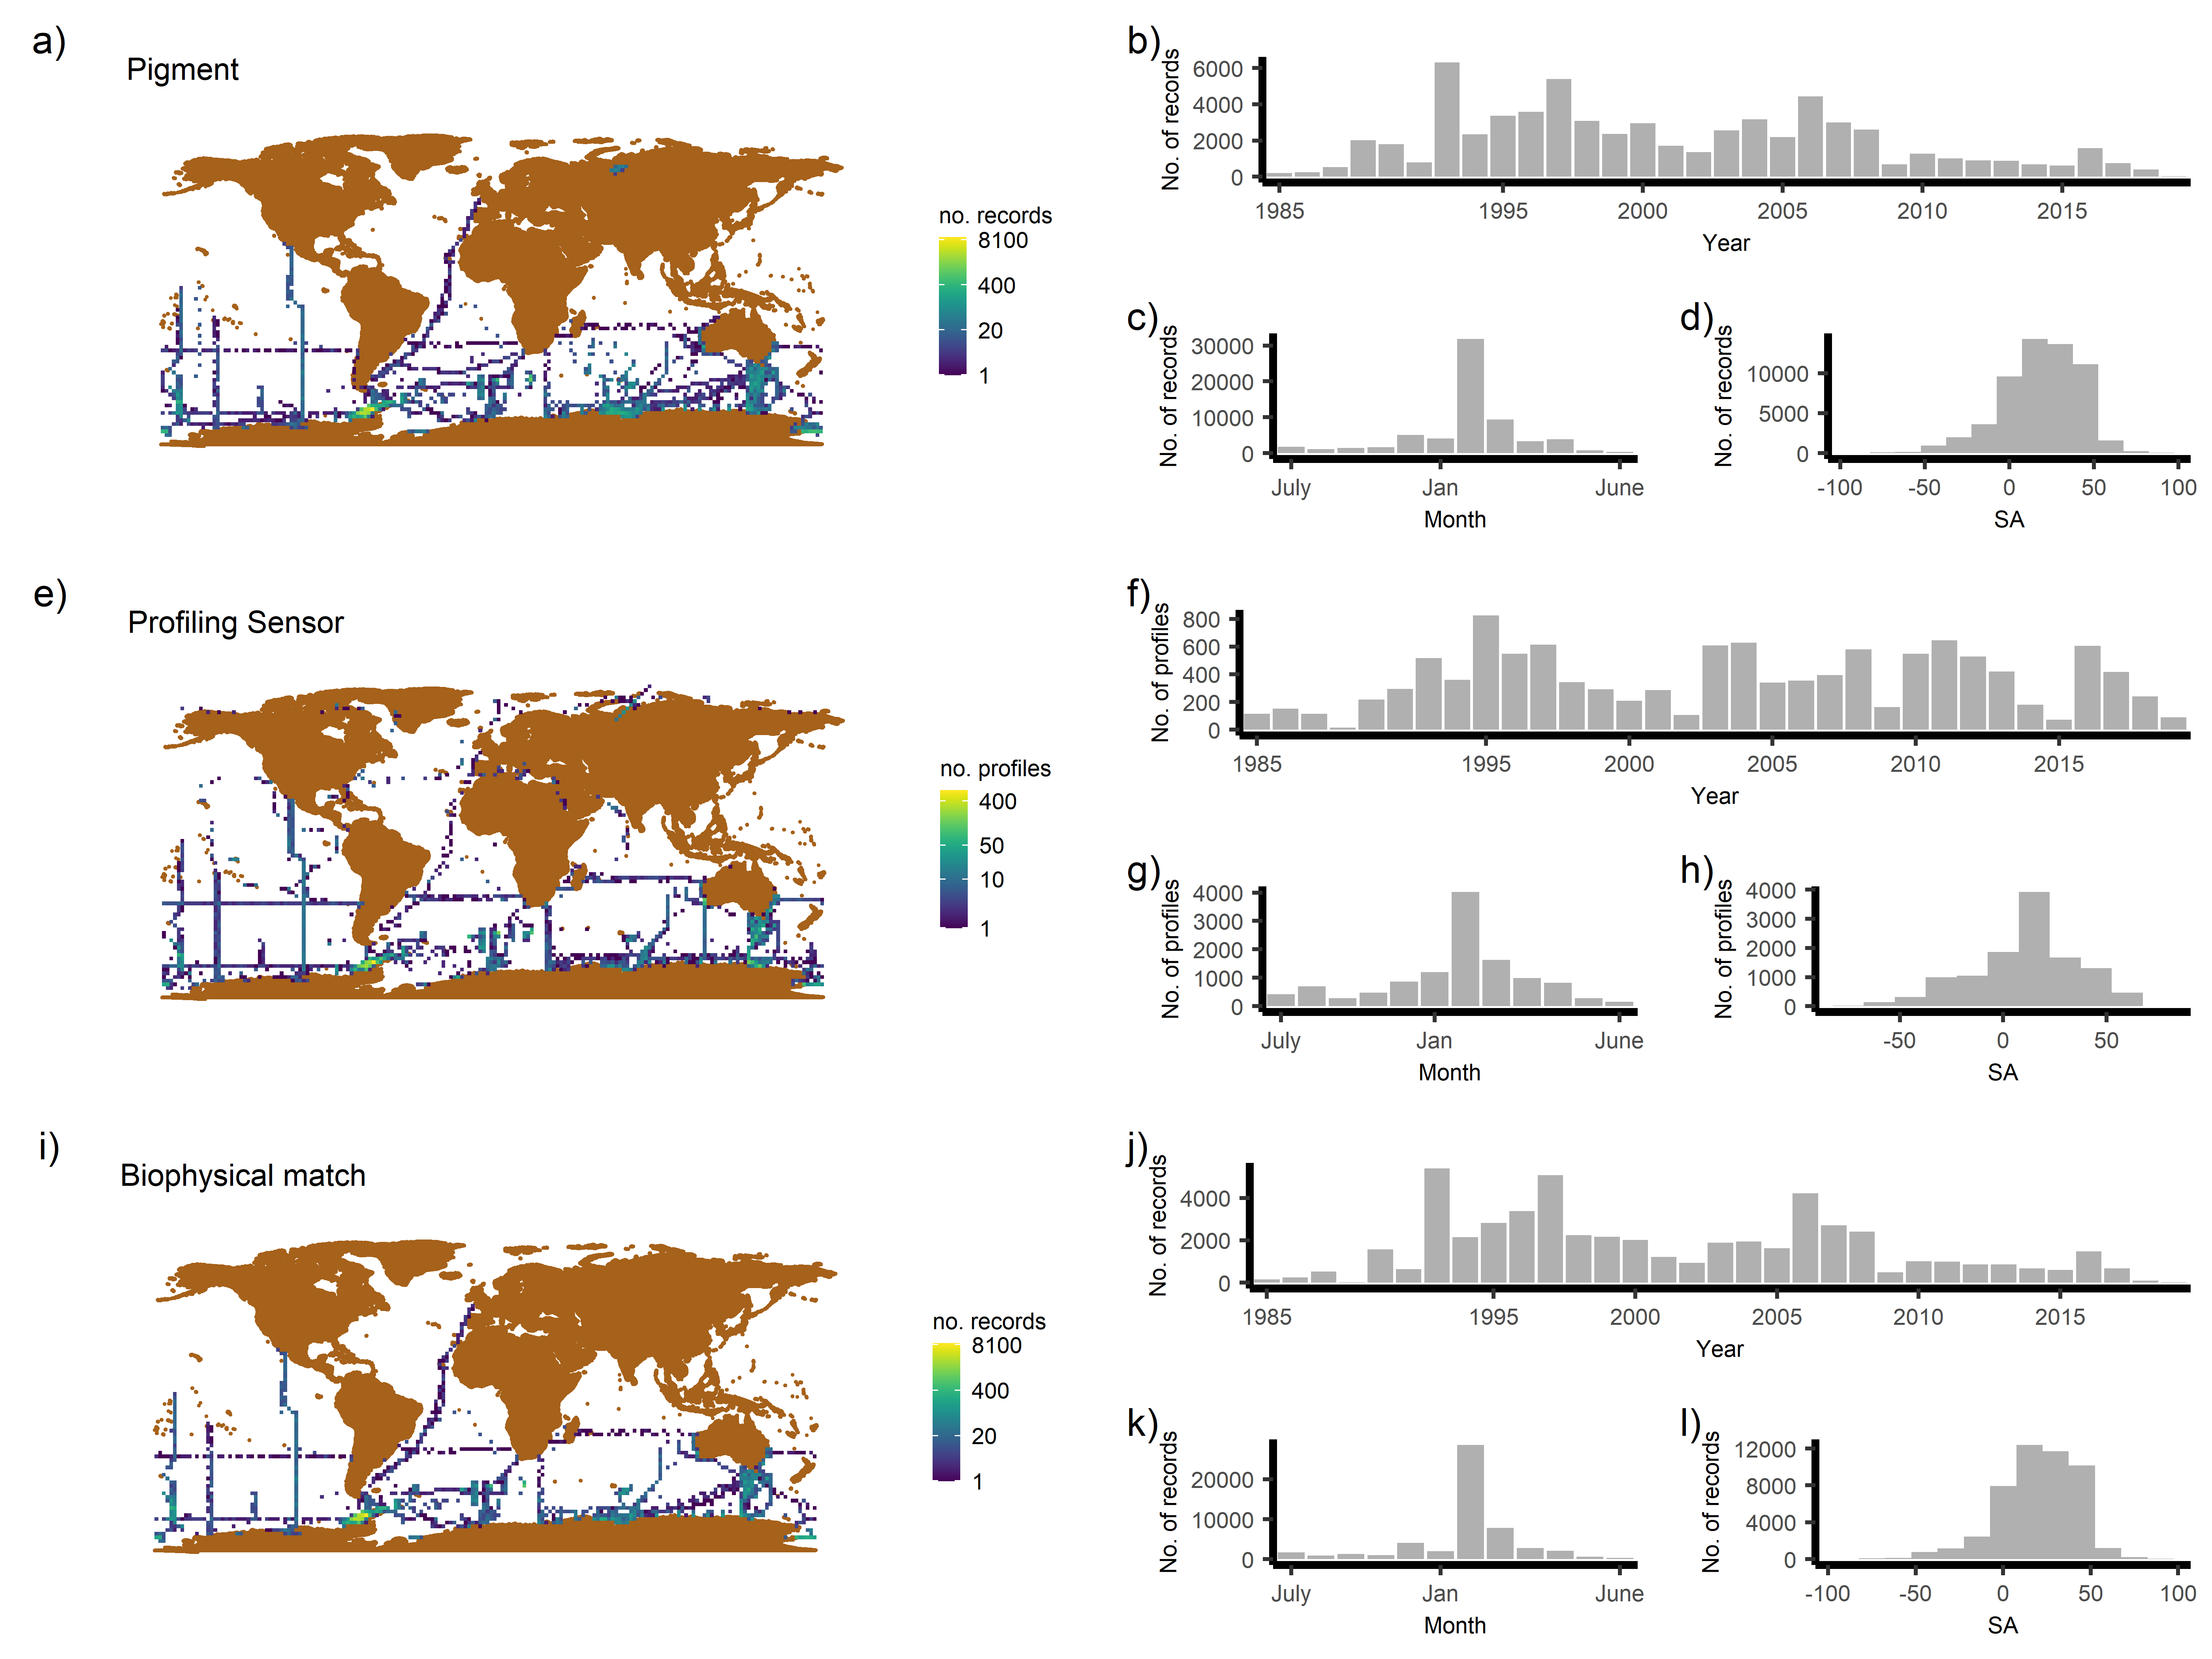 a)
Pigment
no. records
8100
400
20
1
b)
No. of records
6000
4000
2000
0
1985 1995 2000 2005 2010 2015
Year
c)
No. of records
30000
20000
10000
0
July Jan June
Month
d)
No. of records
10000
5000
0
-100 -50 0 50 100
SA
e)
Profiling Sensor
no. profiles
400
50
10
1
f)
No. of profiles
800
600
400
200
0
1985 1995 2000 2005 2010 2015
Year
g)
No. of profiles
4000
3000
2000
1000
0
July Jan June
Month
h)
No. of profiles
4000
3000
2000
1000
0
-50 0 50
SA
i)
Biophysical match
no. records
8100
400
20
1
j)
No. of records
4000
2000
0
1985 1995 2000 2005 2010 2015
Year
k)
No. of records
20000
10000
0
July Jan June
Month
l)
No. of records
12000
8000
4000
0
-100 -50 0 50 100
SA